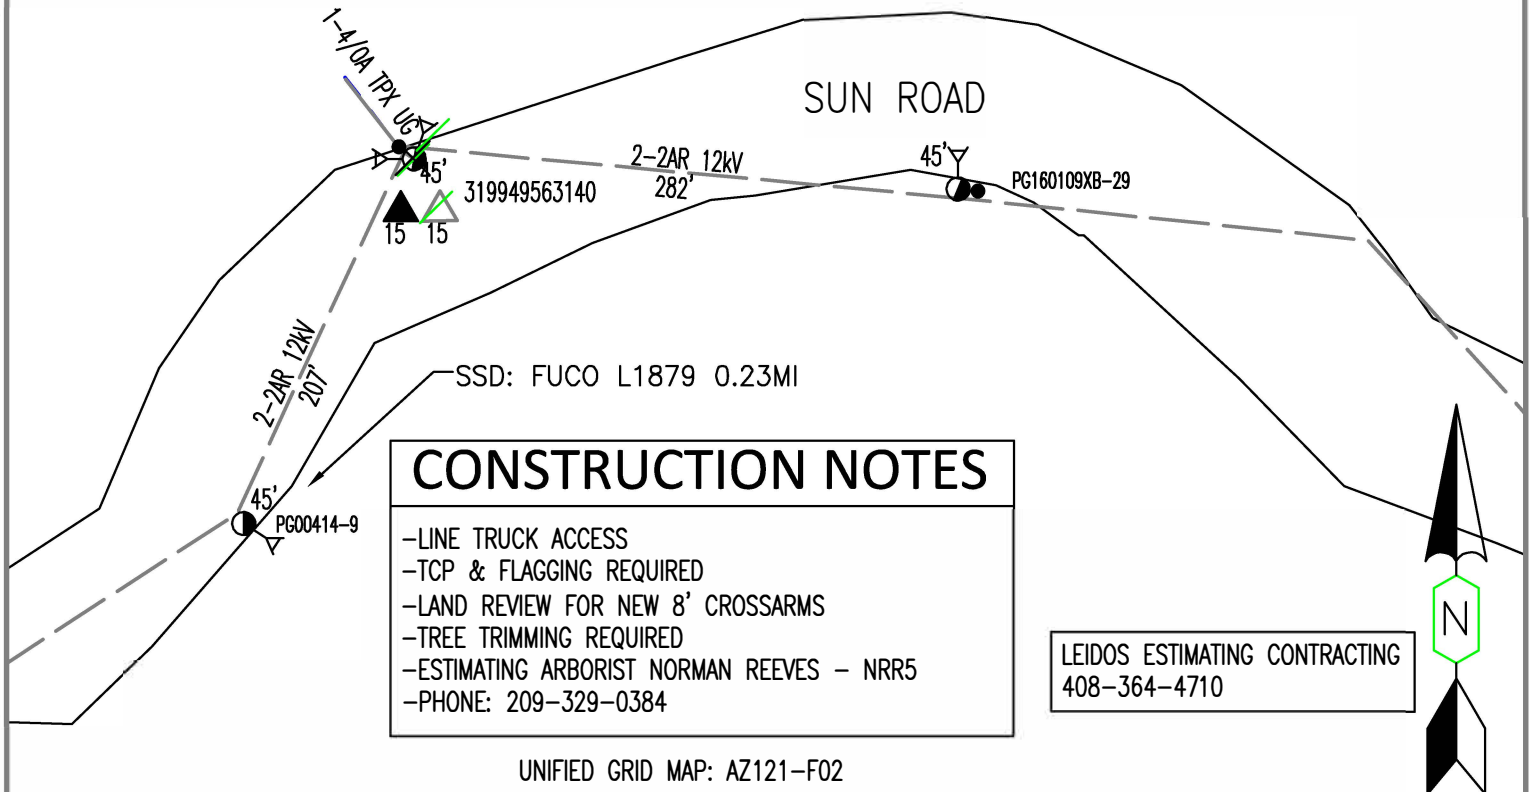 1-4/0A TPX UG
SUN ROAD
45'
2-2AR 12kV
282'
45'
PG160109XB-29
319949563140
15
15
2-2AR 12kV
207'
SSD: FUCO L1879 0.23MI
45'
PG00414-9
CONSTRUCTION NOTES
-LINE TRUCK ACCESS
-TCP & FLAGGING REQUIRED
-LAND REVIEW FOR NEW 8' CROSSARMS
-TREE TRIMMING REQUIRED
-ESTIMATING ARBORIST NORMAN REEVES - NRR5
-PHONE: 209-329-0384
LEIDOS ESTIMATING CONTRACTING
408-364-4710
N
UNIFIED GRID MAP: AZ121-F02